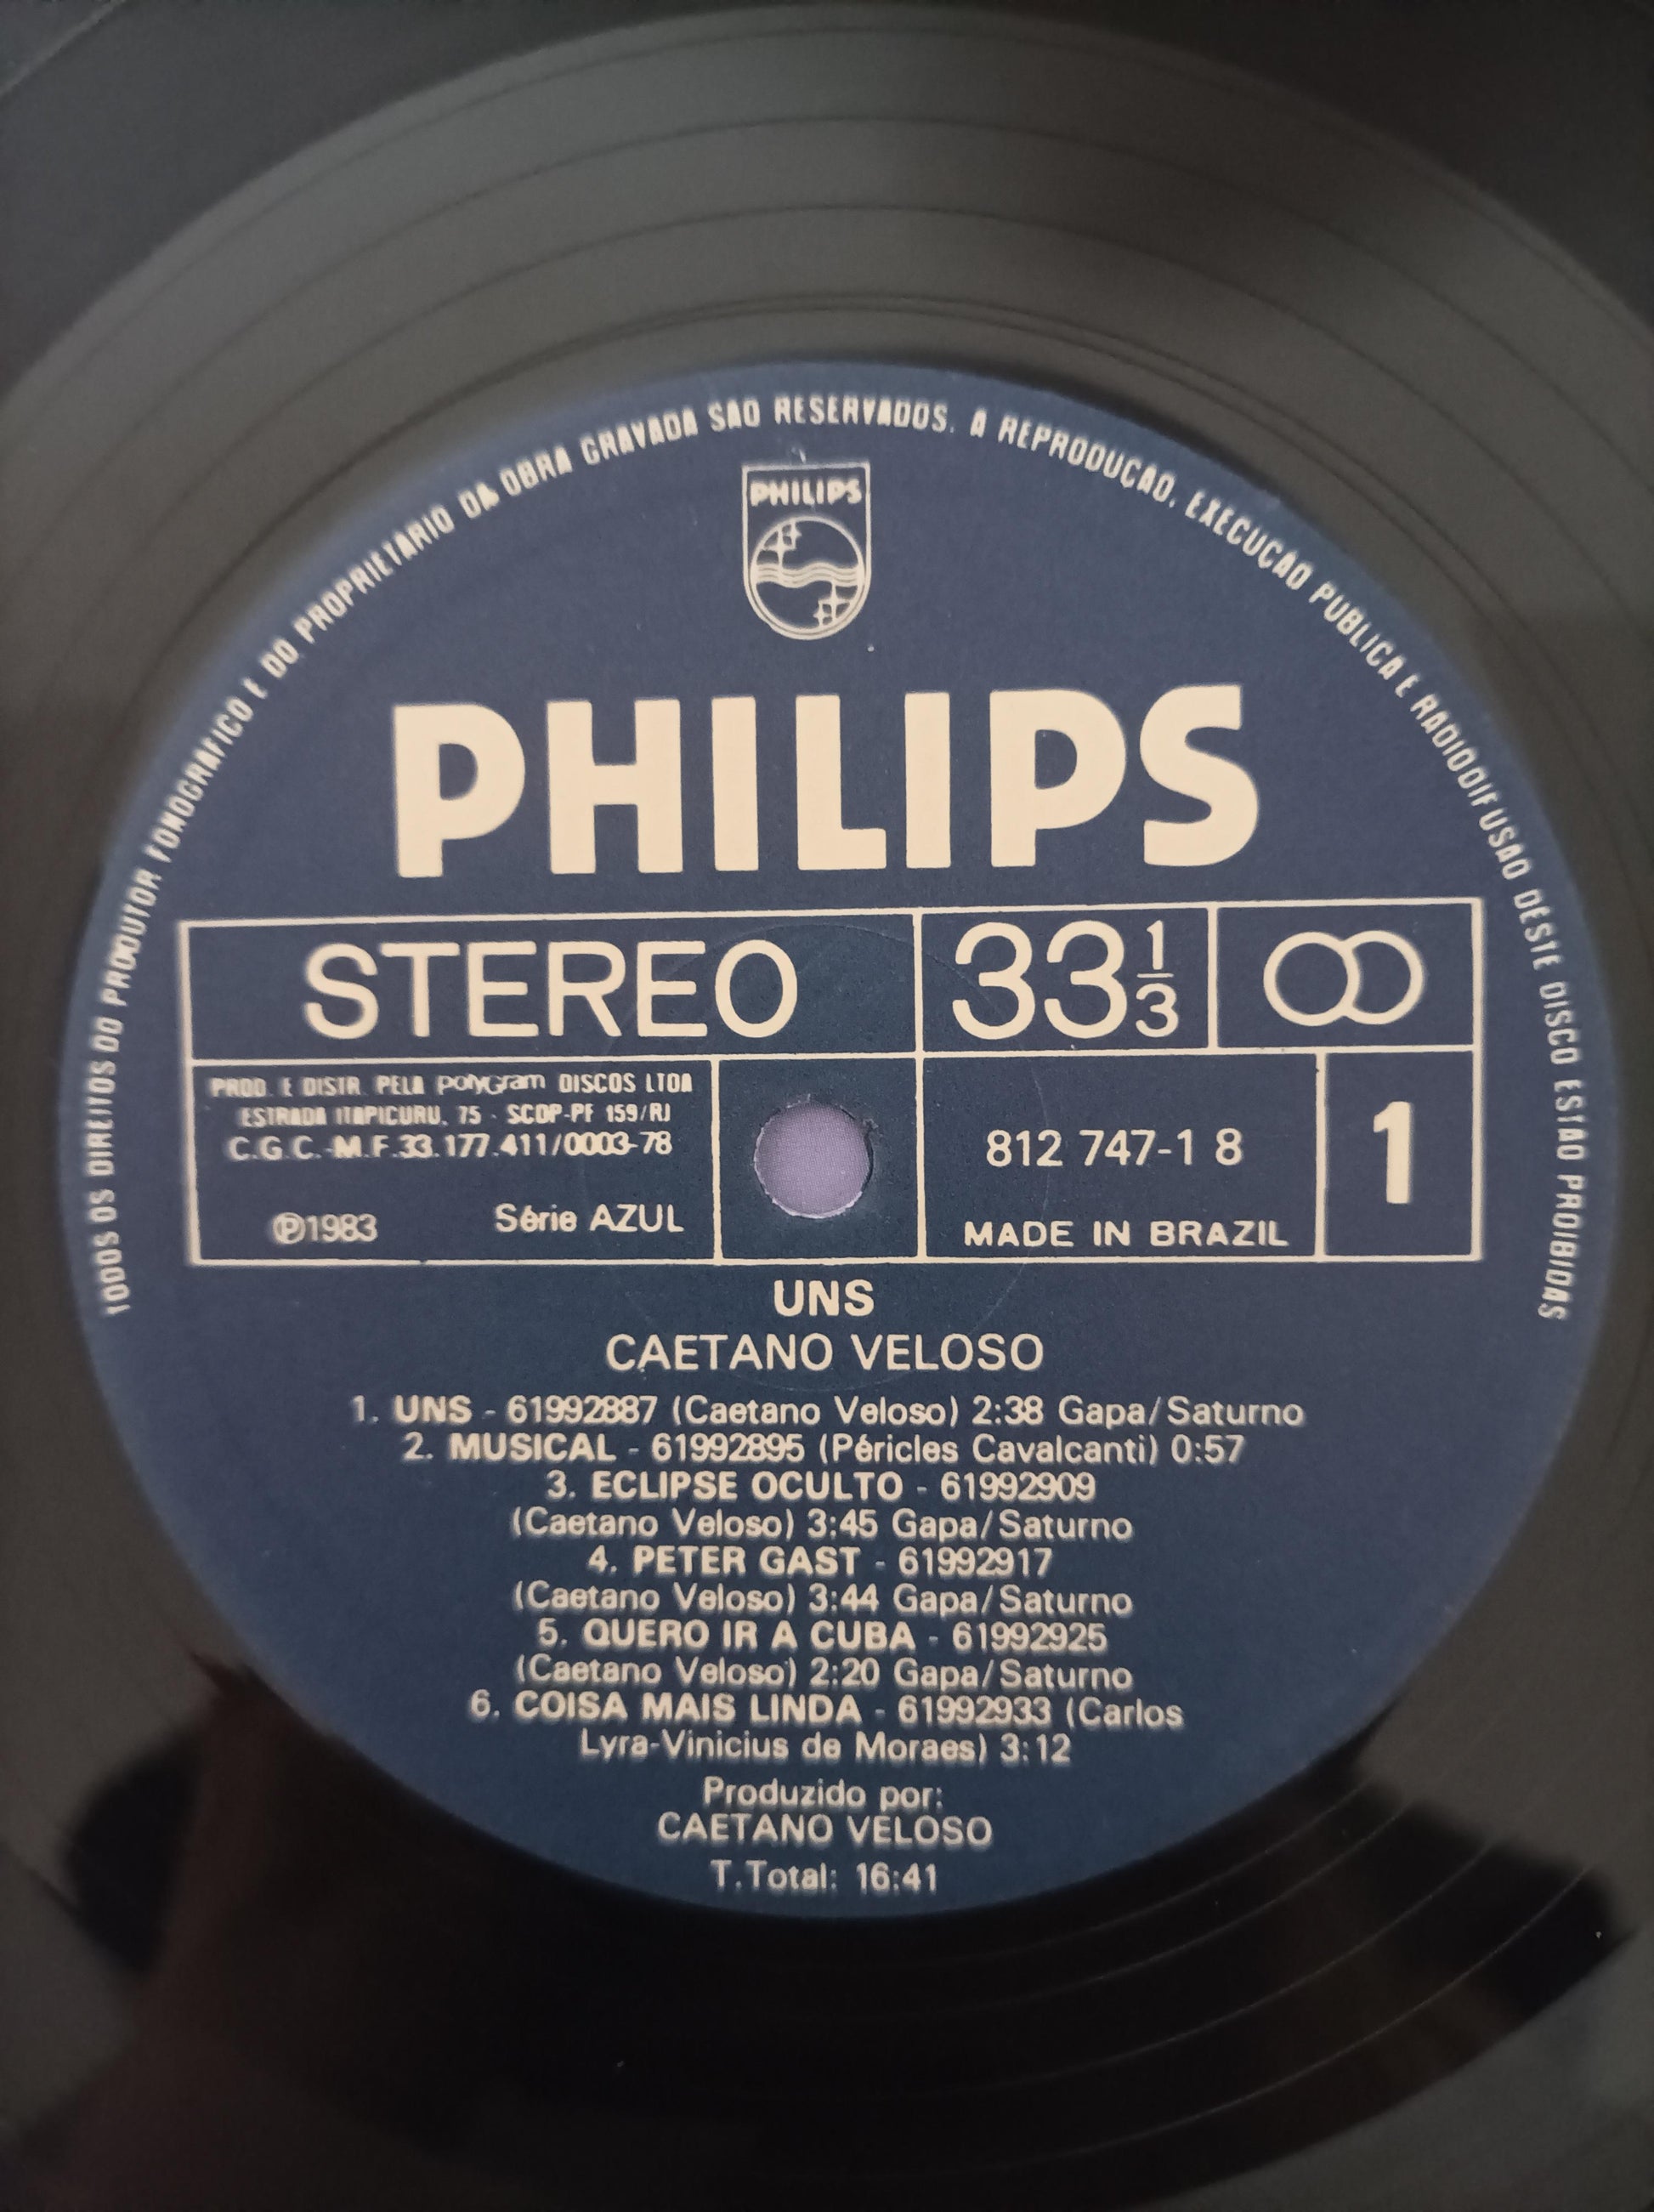 TODOS OS DIREITOS DO PRODUTOR FONOGRAFICO E DO PROPRIETARIO DA OBRA GRAVADA SAO RESERVADOS. A REPRODUÇAO, EXECUÇAO PUBLICA E RADIODIFUSAO DESTE DISCO ESTAO PROIBIDAS
PHILIPS
PHILIPS
STEREO 33 1/3
PROD. E DISTR. PELA polyGram DISCOS LTDA
ESTRADA ITAPICURU, 75 - SCDP-PF 159/RJ
C.G.C.-M.F.33.177.411/0003-78
℗1983 Série AZUL
812 747-1 8
MADE IN BRAZIL
1
UNS
CAETANO VELOSO
1. UNS - 61992887 (Caetano Veloso) 2:38 Gapa/Saturno
2. MUSICAL - 61992895 (Péricles Cavalcanti) 0:57
3. ECLIPSE OCULTO - 61992909
(Caetano Veloso) 3:45 Gapa/Saturno
4. PETER GAST - 61992917
(Caetano Veloso) 3:44 Gapa/Saturno
5. QUERO IR A CUBA - 61992925
(Caetano Veloso) 2:20 Gapa/Saturno
6. COISA MAIS LINDA - 61992933 (Carlos
Lyra-Vinicius de Moraes) 3:12
Produzido por:
CAETANO VELOSO
T.Total: 16:41